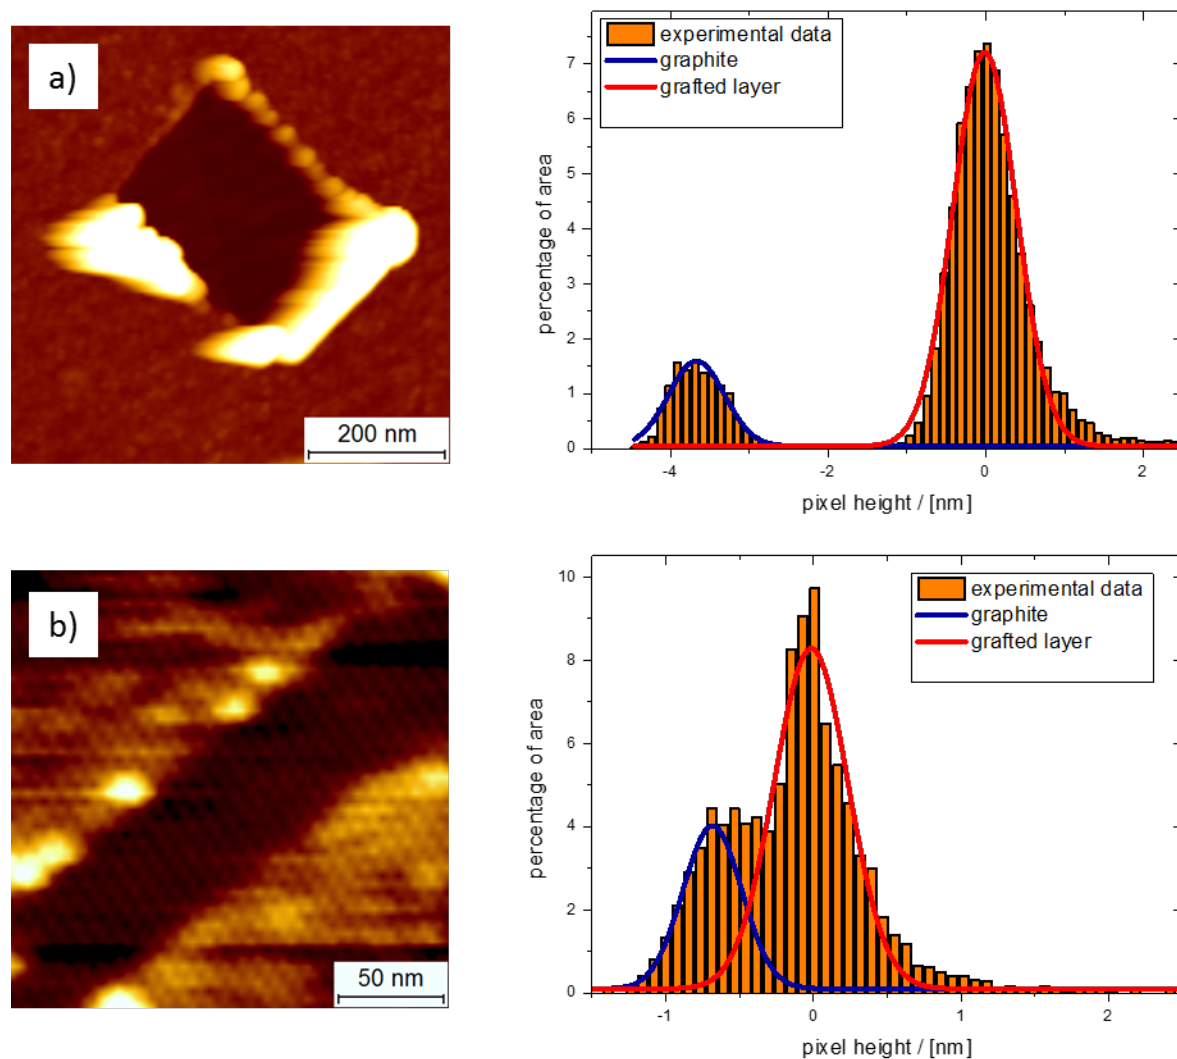 a)
200 nm
experimental data
graphite
grafted layer
percentage of area
7
6
5
4
3
2
1
0
-4
-2
0
2
pixel height / [nm]
b)
50 nm
experimental data
graphite
grafted layer
percentage of area
10
8
6
4
2
0
-1
0
1
2
pixel height / [nm]